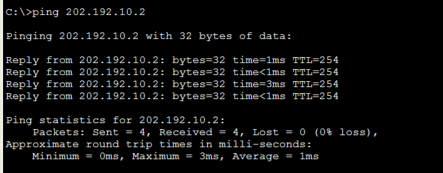 C:\>ping 202.192.10.2
Pinging 202.192.10.2 with 32 bytes of data:
Reply from 202.192.10.2: bytes=32 time=1ms TTL=254
Reply from 202.192.10.2: bytes=32 time<1ms TTL=254
Reply from 202.192.10.2: bytes=32 time=3ms TTL=254
Reply from 202.192.10.2: bytes=32 time<1ms TTL=254
Ping statistics for 202.192.10.2:
    Packets: Sent = 4, Received = 4, Lost = 0 (0% loss),
Approximate round trip times in milli-seconds:
    Minimum = 0ms, Maximum = 3ms, Average = 1ms